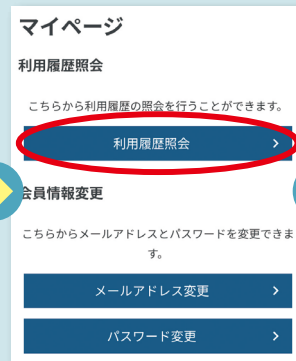 マイページ
利用履歴照会
こちらから利用履歴の照会を行うことができます。
利用履歴照会
会員情報変更
こちらからメールアドレスとパスワードを変更できま
す。
メールアドレス変更
パスワード変更